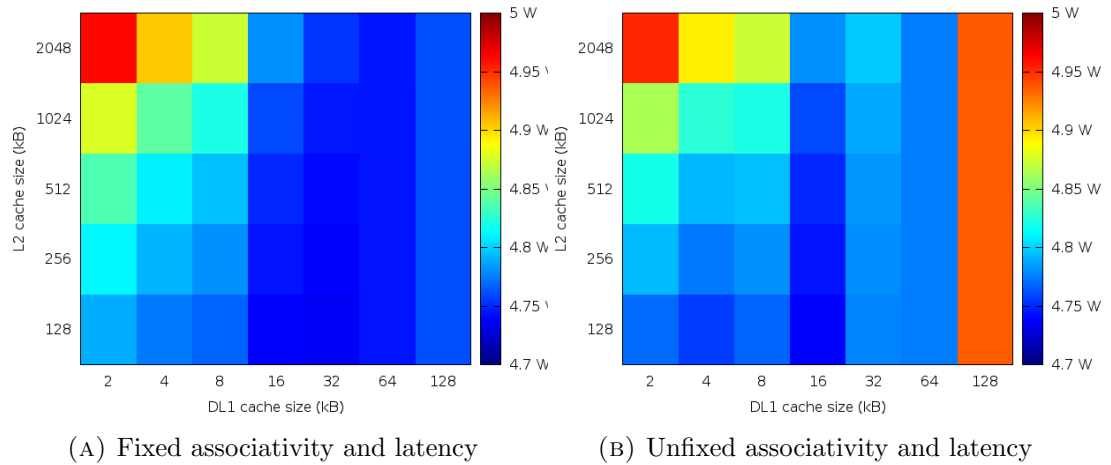 2048
1024
512
256
128
L2 cache size (kB)
2 4 8 16 32 64 128
DL1 cache size (kB)
5 W
4.95 W
4.9 W
4.85 W
4.8 W
4.75 W
4.7 W
(A) Fixed associativity and latency
2048
1024
512
256
128
L2 cache size (kB)
2 4 8 16 32 64 128
DL1 cache size (kB)
5 W
4.95 W
4.9 W
4.85 W
4.8 W
4.75 W
4.7 W
(B) Unfixed associativity and latency